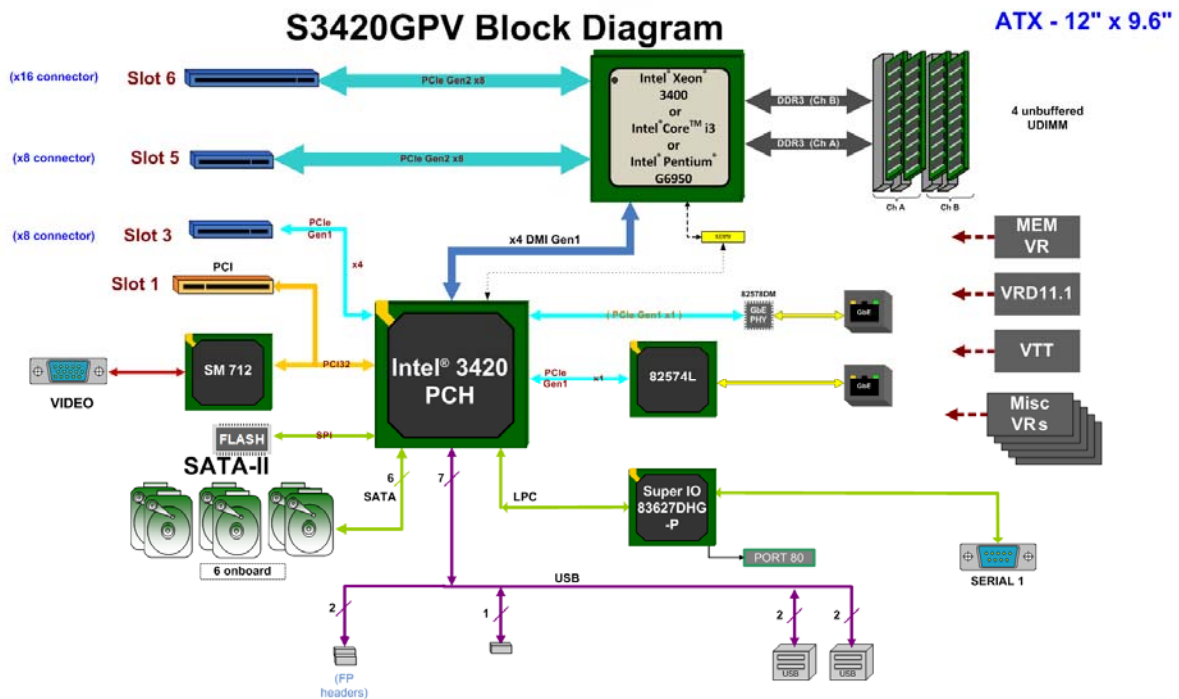 S3420GPV Block Diagram
ATX - 12" x 9.6"
(x16 connector)
Slot 6
PCIe Gen2 x8
Intel® Xeon®
3400
or
Intel®Core™ i3
or
Intel® Pentium®
G6950
DDR3 (Ch B)
DDR3 (Ch A)
4 unbuffered
UDIMM
Ch A
Ch B
(x8 connector)
Slot 5
PCIe Gen2 x8
(x8 connector)
Slot 3
PCIe
Gen1
x4
x4 DMI Gen1
MEM
VR
VRD11.1
VTT
Misc
VRs
PCI
Slot 1
PCI32
SM 712
VIDEO
Intel® 3420
PCH
( PCIe Gen1 x1 )
82578DM
GbE
PHY
GbE
PCIe
Gen1
x1
82574L
GbE
FLASH
SPI
SATA-II
6
SATA
6 onboard
7
LPC
Super IO
83627DHG
-P
PORT 80
SERIAL 1
USB
2
1
2
2
(FP
headers)
USB
USB